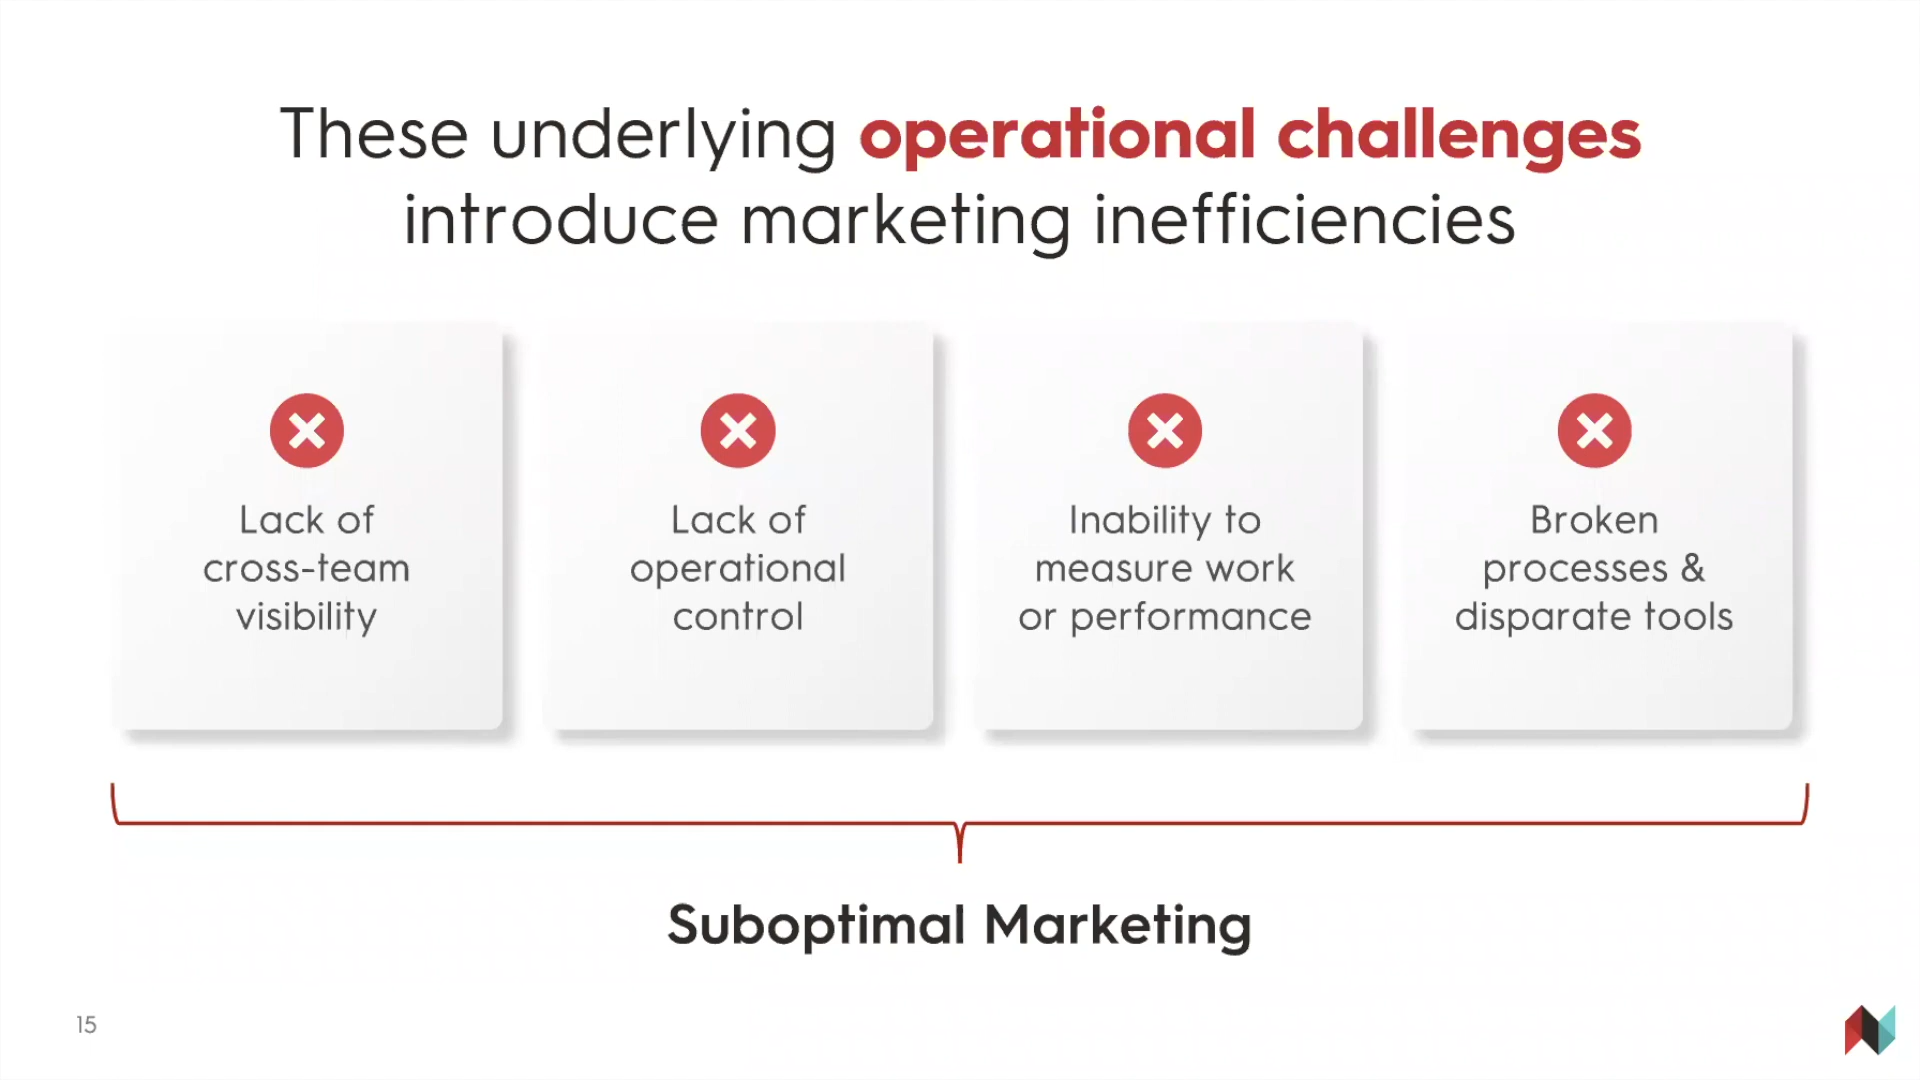 These underlying operational challenges
introduce marketing inefficiencies
Lack of
cross-team
visibility
Lack of
operational
control
Inability to
measure work
or performance
Broken
processes &
disparate tools
Suboptimal Marketing
15